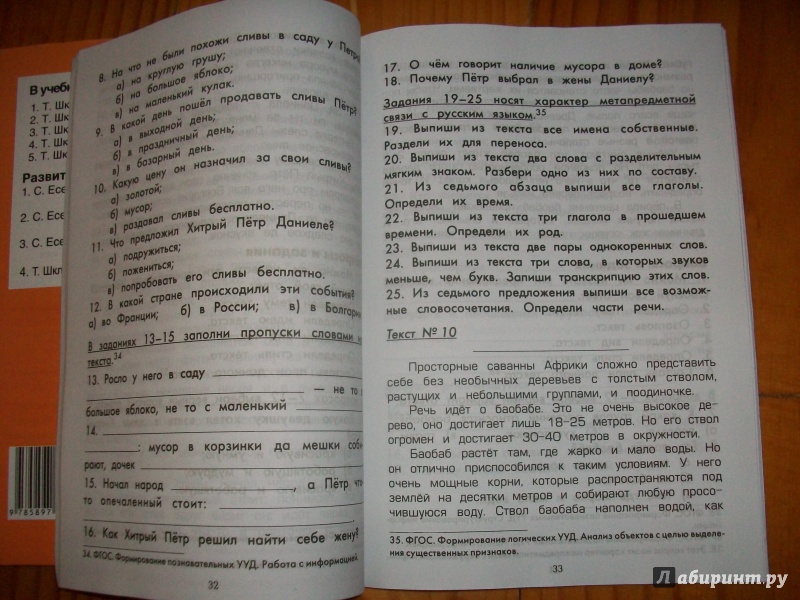 В учебн
1. Т. Шк
2. Т. Шк
3. Т. Шк
4. Т. Шк
5. Т. Шк
Развит
1. С. Есе
2. С. Есе
3. С. Есе
4. Т. Шкл
9 785897
8. На что не были похожи сливы в саду у Петра
а) на круглую грушу;
б) на большое яблоко;
в) на маленький кулак.
9. В какой день пошёл продавать сливы Пётр?
а) в выходной день;
б) в праздничный день;
в) в базарный день.
10. Какую цену он назначил за свои сливы?
а) золотой;
б) мусор;
в) раздавал сливы бесплатно.
11. Что предложил Хитрый Пётр Даниеле?
а) подружиться;
б) пожениться;
в) попробовать его сливы бесплатно.
12. В какой стране происходили эти события?
а) во Франции; б) в России; в) в Болгарии
В заданиях 13–15 заполни пропуски словами из
текста.34
13. Росло у него в саду
— не то к
большое яблоко, не то с маленький
14.
: мусор в корзинки да мешки соби
рают, дочек
15. Начал народ , а Пётр что
то опечаленный стоит:
16. Как Хитрый Пётр решил найти себе жену?
34. ФГОС. Формирование познавательных УУД. Работа с информацией.
32
17. О чём говорит наличие мусора в доме?
18. Почему Пётр выбрал в жены Даниелу?
Задания 19–25 носят характер метапредметной
связи с русским языком.35
19. Выпиши из текста все имена собственные.
Раздели их для переноса.
20. Выпиши из текста два слова с разделительным
мягким знаком. Разбери одно из них по составу.
21. Из седьмого абзаца выпиши все глаголы.
Определи их время.
22. Выпиши из текста три глагола в прошедшем
времени. Определи их род.
23. Выпиши из текста две пары однокоренных слов.
24. Выпиши из текста три слова, в которых звуков
меньше, чем букв. Запиши транскрипцию этих слов.
25. Из седьмого предложения выпиши все возмож-
ные словосочетания. Определи части речи.
Текст № 10
Просторные саванны Африки сложно представить
себе без необычных деревьев с толстым стволом,
растущих и небольшими группами, и поодиночке.
Речь идёт о баобабе. Это не очень высокое де-
рево, оно достигает лишь 18–25 метров. Но его ствол
огромен и достигает 30–40 метров в окружности.
Баобаб растёт там, где жарко и мало воды. Но
он отлично приспособился к таким условиям. У него
очень мощные корни, которые распространяются под
землёй на десятки метров и собирают любую просо-
чившуюся воду. Ствол баобаба наполнен водой, как
35. ФГОС. Формирование логических УУД. Анализ объектов с целью выделе-
ния существенных признаков.
33
Лабиринт.ру